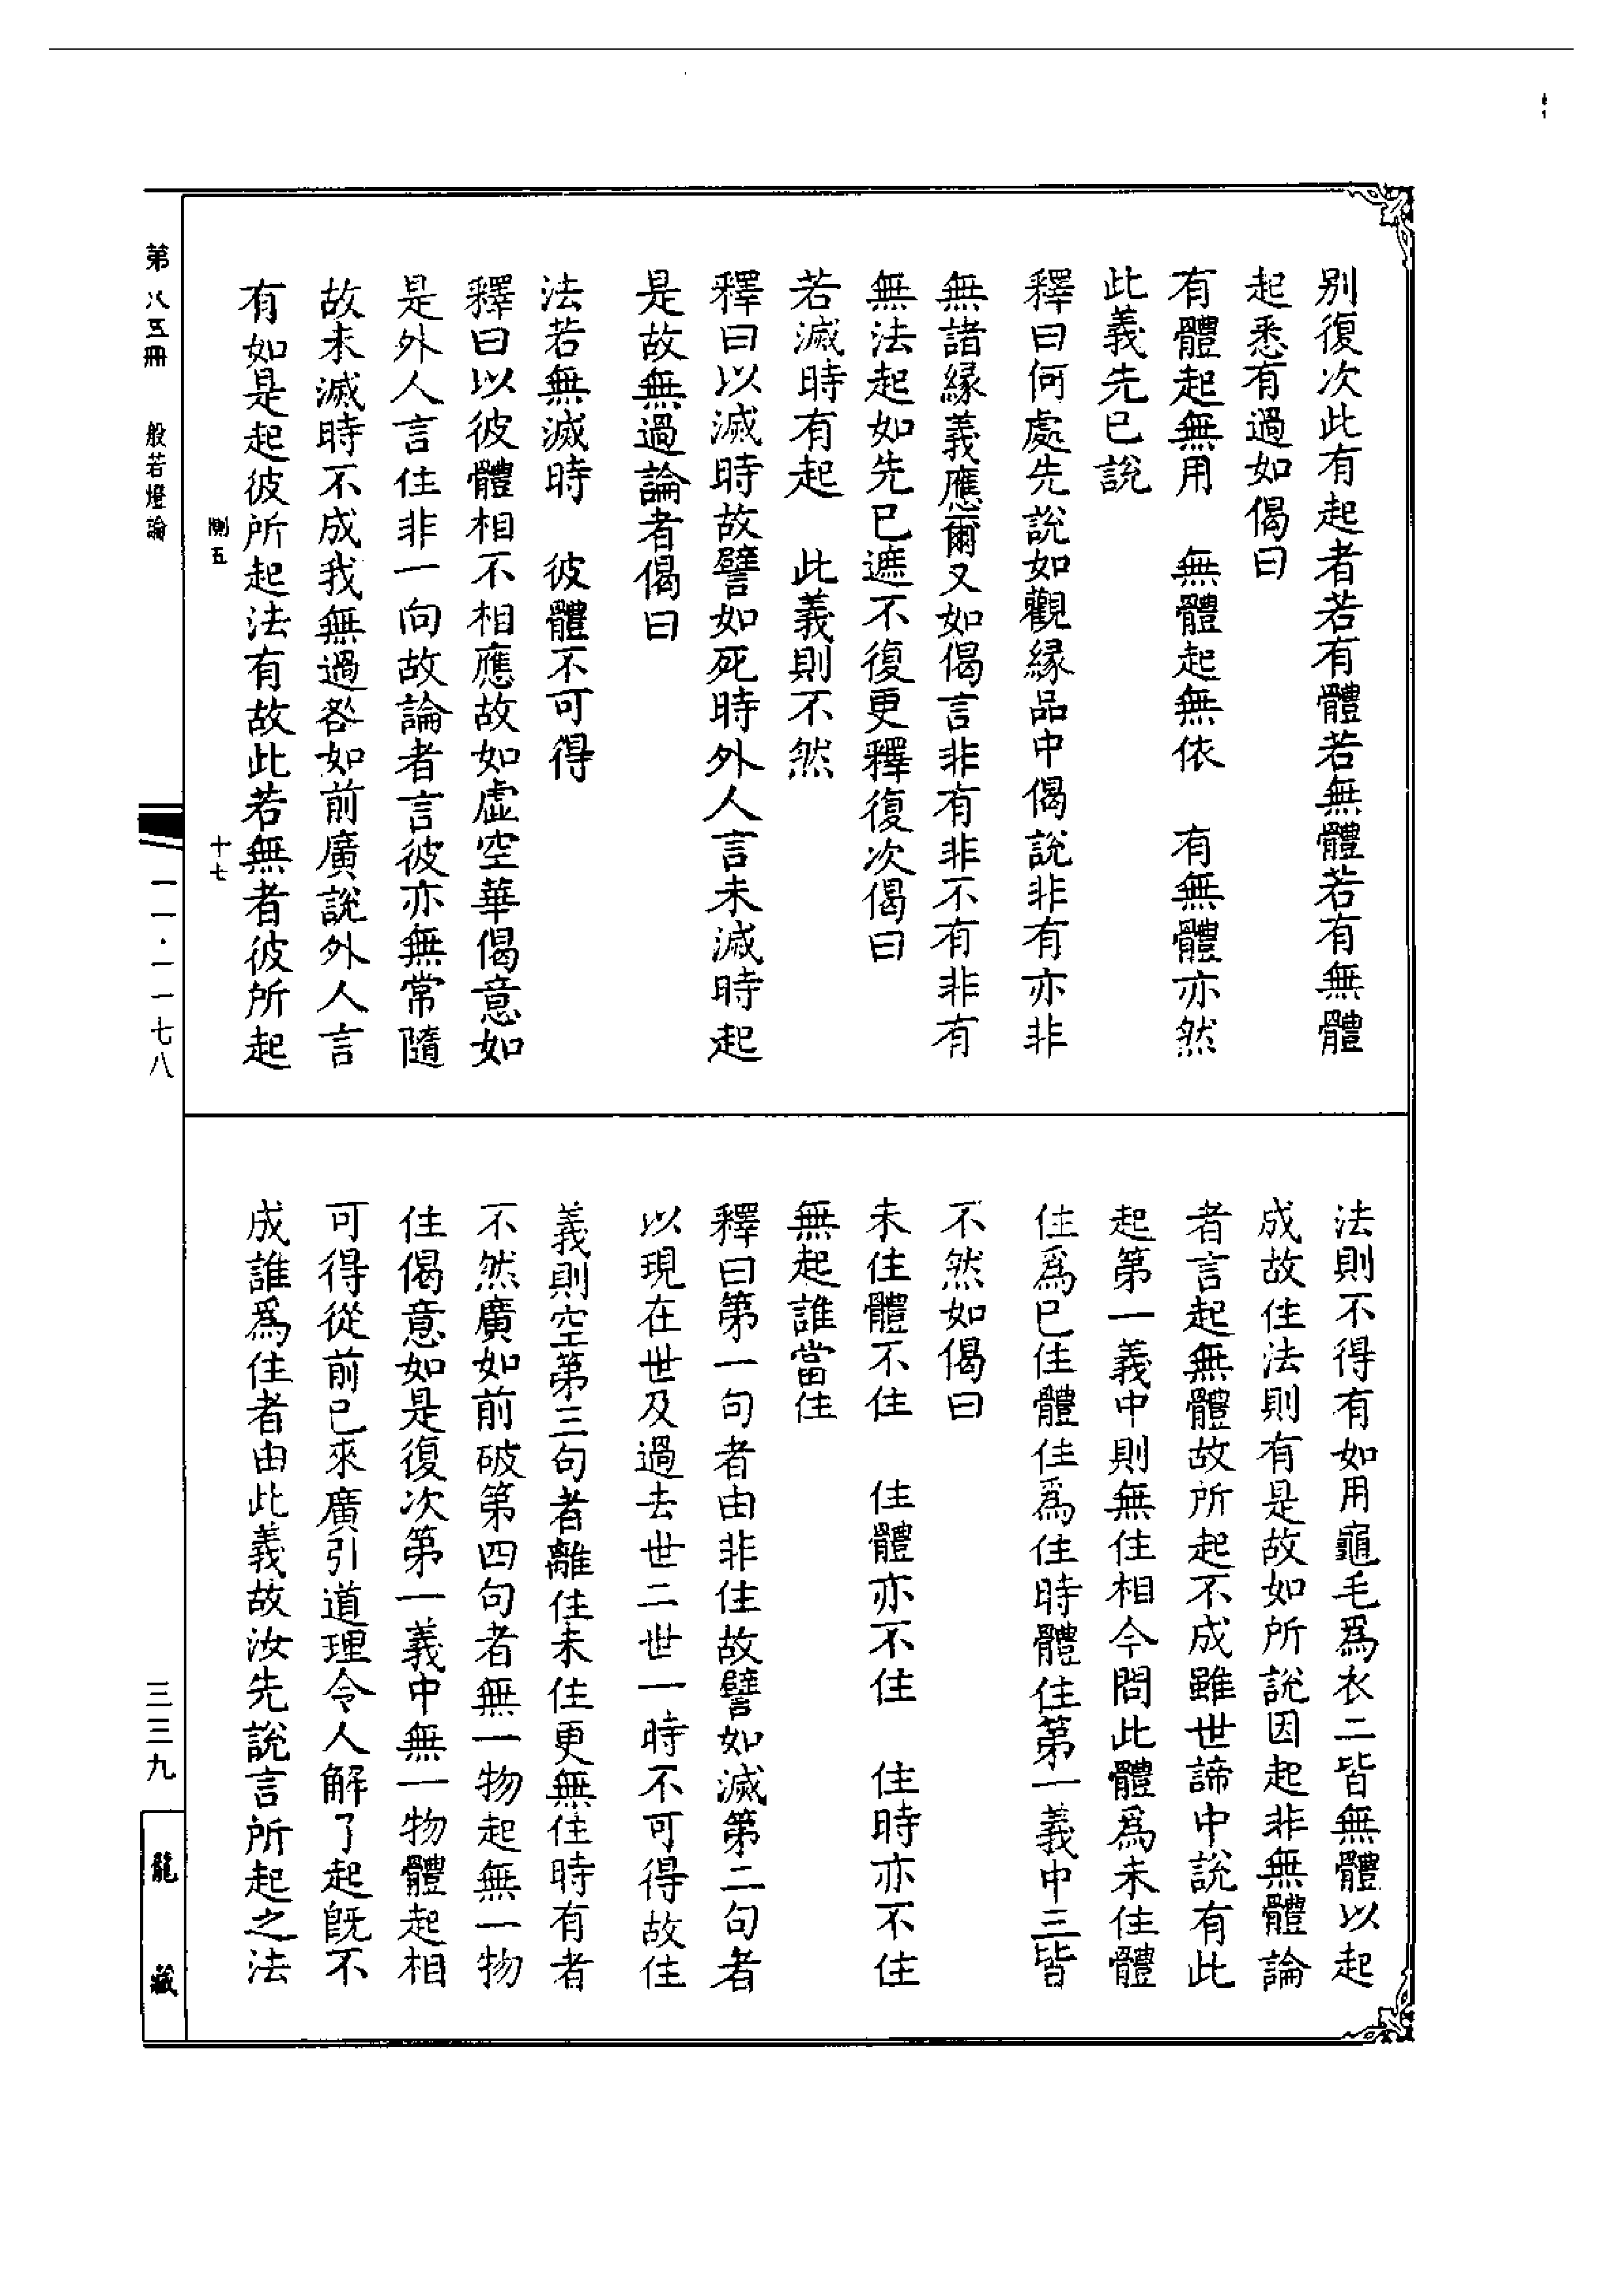 别復次此有起者若有體若無體若有無體
起悉有過如偈曰
有體起無用　無體起無依　有無體亦然
此義先已說
釋曰何處先說如觀緣品中偈說非有亦非
無諸緣義應爾又如偈言非有非不有非有
無法起如先已遮不復更釋復次偈曰
若滅時有起　此義則不然
釋曰以滅時故譬如死時外人言未滅時起
是故無過論者偈曰
法若無滅時　彼體不可得
釋曰以彼體相不相應故如虛空華偈意如
是外人言住非一向故論者言彼亦無常隨
故未滅時不成我無過咎如前廣說外人言
有如是起彼所起法有故此若無者彼所起
法則不得有如用龜毛爲衣二皆無體以起
成故住法則有是故如所說因起非無體論
者言起無體故所起不成雖世諦中說有此
起第一義中則無住相今問此體爲未住體
住爲已住體住爲住時體住第一義中三皆
不然如偈曰
未住體不住　住體亦不住　住時亦不住
無起誰當住
釋曰第一句者由非住故譬如滅第二句者
以現在世及過去世二世一時不可得故住
義則空第三句者離住未住更無住時有者
不然廣如前破第四句者無一物起無一物
住偈意如是復次第一義中無一物體起相
可得從前已來廣引道理令人解了起旣不
成誰爲住者由此義故汝先說言所起之法
側五
十七
第八五冊　般若燈論
一一·一一七八
三三九
龍藏